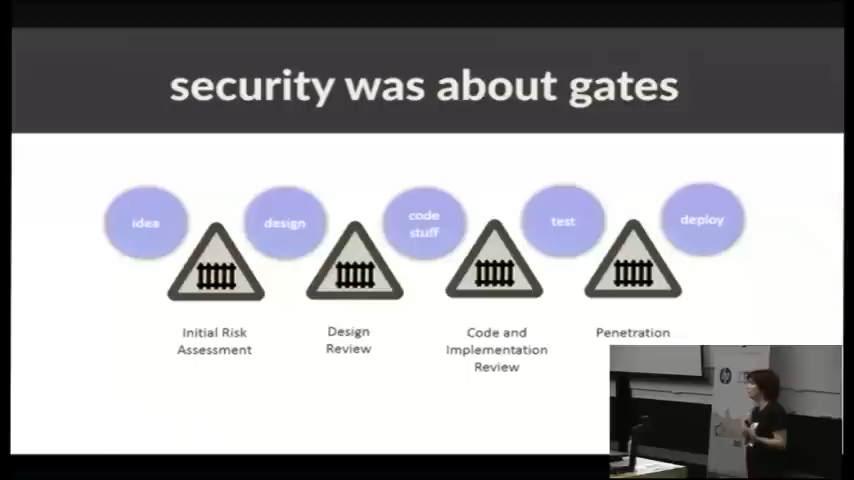 security was about gates
idea
design
code
stuff
test
deploy
Initial Risk
Assessment
Design
Review
Code and
Implementation
Review
Penetration
hp